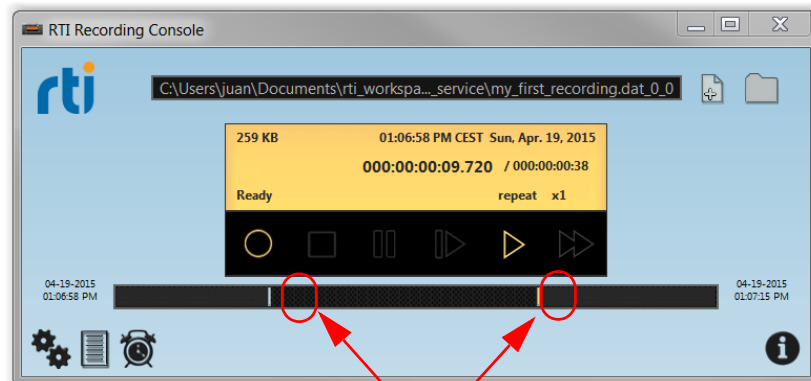 RTI Recording Console
rti
C:\Users\juan\Documents\rti_workspa..._service\my_first_recording.dat_0_0
259 KB 01:06:58 PM CEST Sun, Apr. 19, 2015
000:00:00:09.720 / 000:00:00:38
Ready repeat x1
04-19-2015
01:06:58 PM
04-19-2015
01:07:15 PM